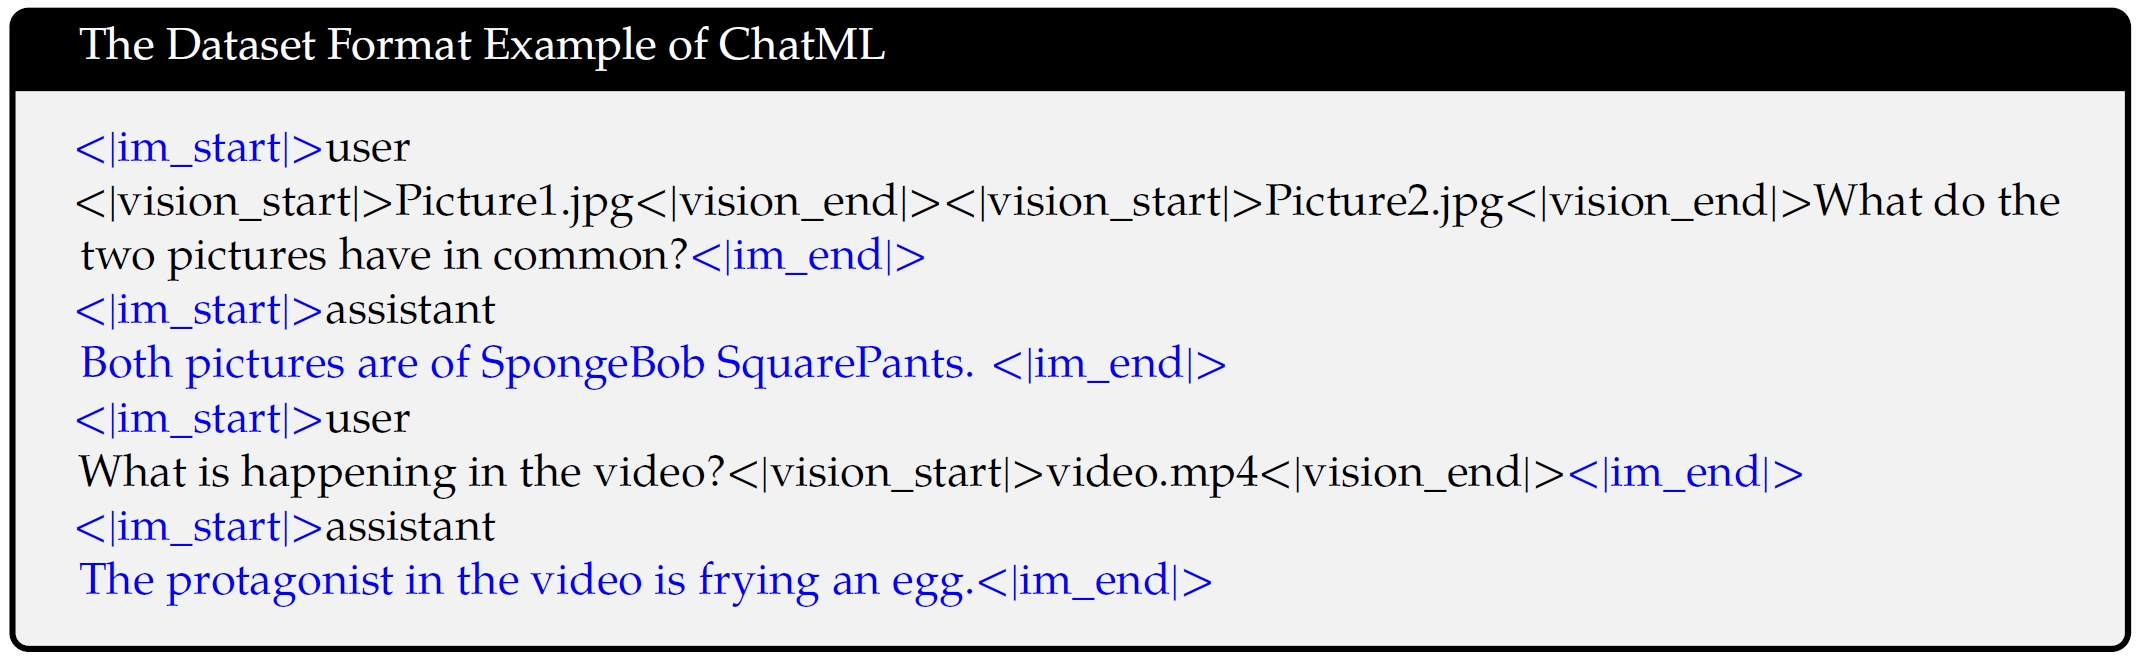 The Dataset Format Example of ChatML
<|im_start|>user
<|vision_start|>Picture1.jpg<|vision_end|><|vision_start|>Picture2.jpg<|vision_end|>What do the
two pictures have in common?<|im_end|>
<|im_start|>assistant
Both pictures are of SpongeBob SquarePants. <|im_end|>
<|im_start|>user
What is happening in the video?<|vision_start|>video.mp4<|vision_end|><|im_end|>
<|im_start|>assistant
The protagonist in the video is frying an egg.<|im_end|>